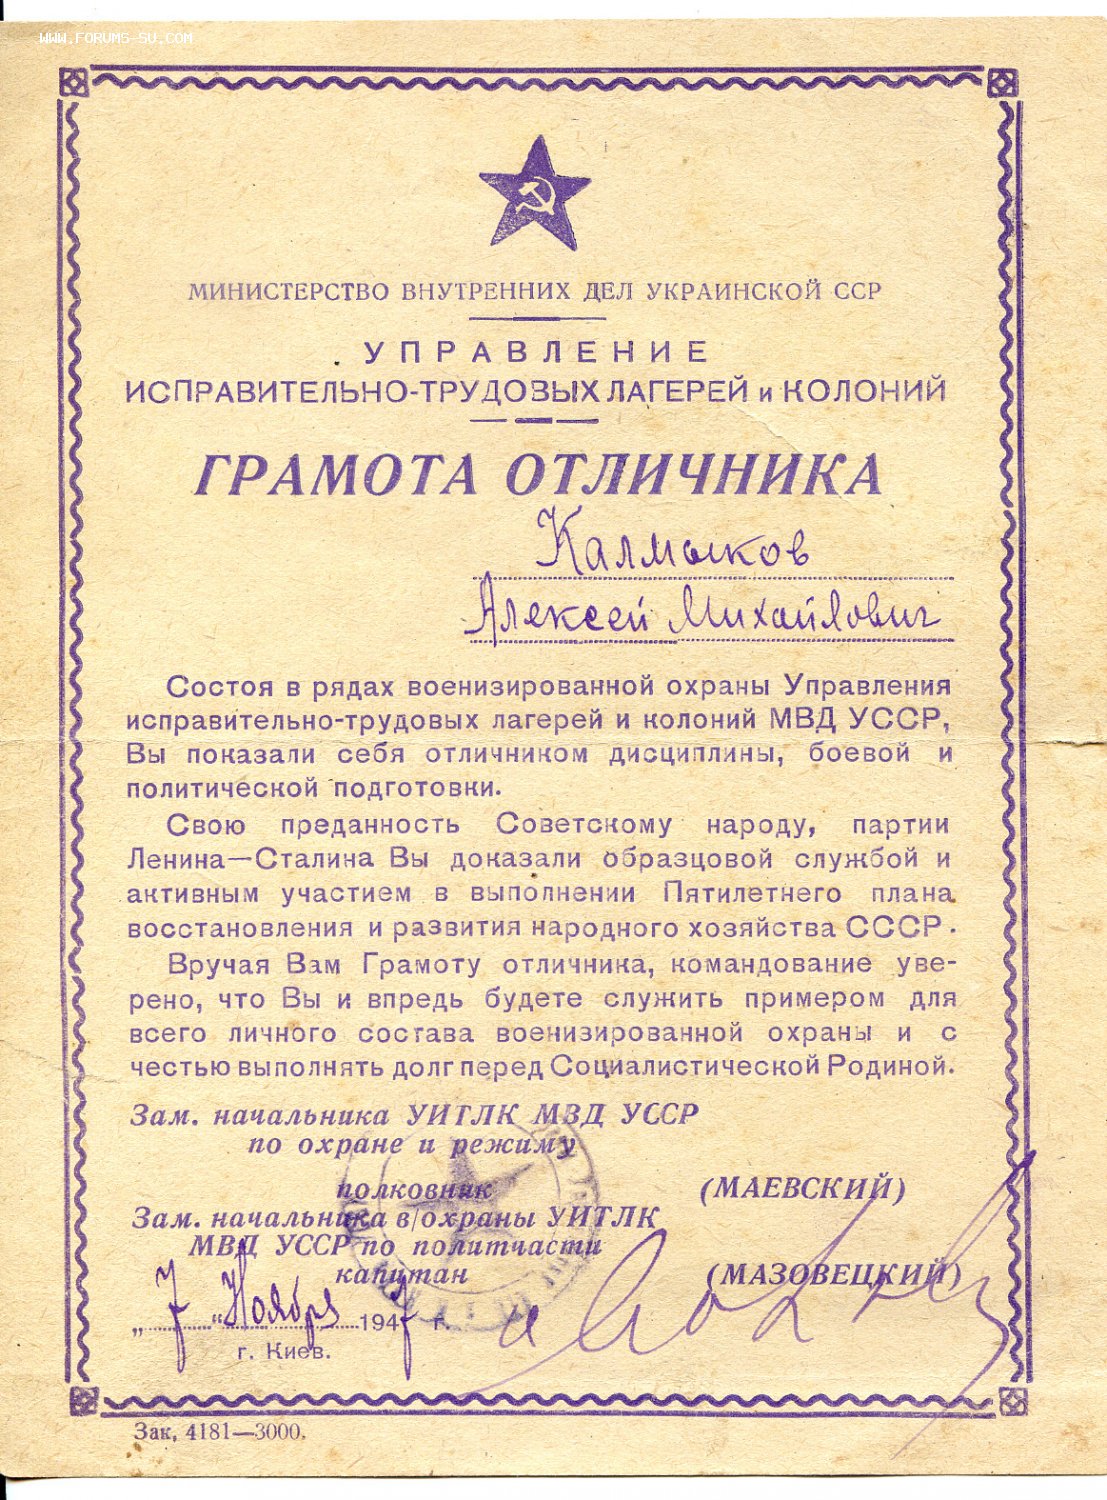 WWW.FORUMS-SU.COM
МИНИСТЕРСТВО ВНУТРЕННИХ ДЕЛ УКРАИНСКОЙ ССР
УПРАВЛЕНИЕ
ИСПРАВИТЕЛЬНО-ТРУДОВЫХ ЛАГЕРЕЙ и КОЛОНИЙ
ГРАМОТА ОТЛИЧНИКА
Калмыков
Алексей Михайлович
Состоя в рядах военизированной охраны Управления
исправительно-трудовых лагерей и колоний МВД УССР,
Вы показали себя отличником дисциплины, боевой и
политической подготовки.
Свою преданность Советскому народу, партии
Ленина—Сталина Вы доказали образцовой службой и
активным участием в выполнении Пятилетнего плана
восстановления и развития народного хозяйства СССР.
Вручая Вам Грамоту отличника, командование уве-
рено, что Вы и впредь будете служить примером для
всего личного состава военизированной охраны и с
честью выполнять долг перед Социалистической Родиной.
Зам. начальника УИТЛК МВД УССР
по охране и режиму
полковник (МАЕВСКИЙ)
Зам. начальника в/охраны УИТЛК
МВД УССР по политчасти
капитан (МАЗОВЕЦКИЙ)
„7“ Ноября 1947 г.
г. Киев.
Зак. 4181—3000.